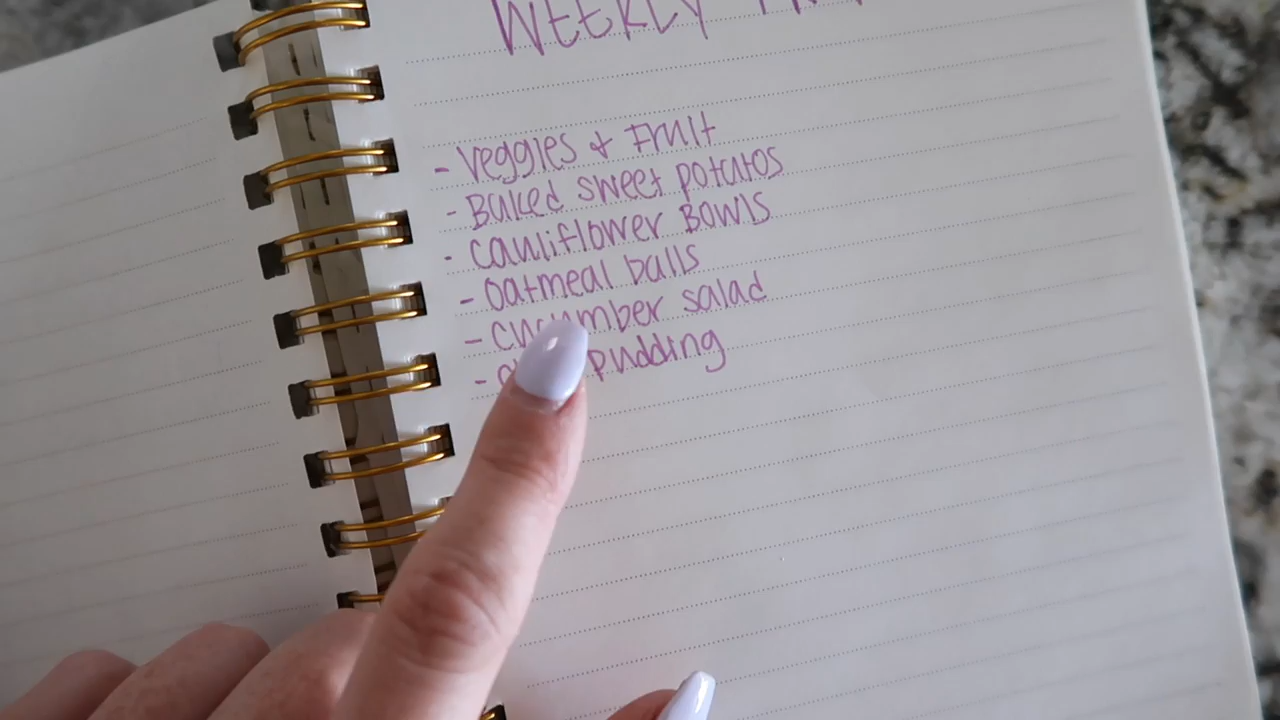 WEEKLY
- veggies & Fruit
- Baked sweet potatos
- cauliflower Bowls
- oatmeal balls
- cucumber salad
- pudding